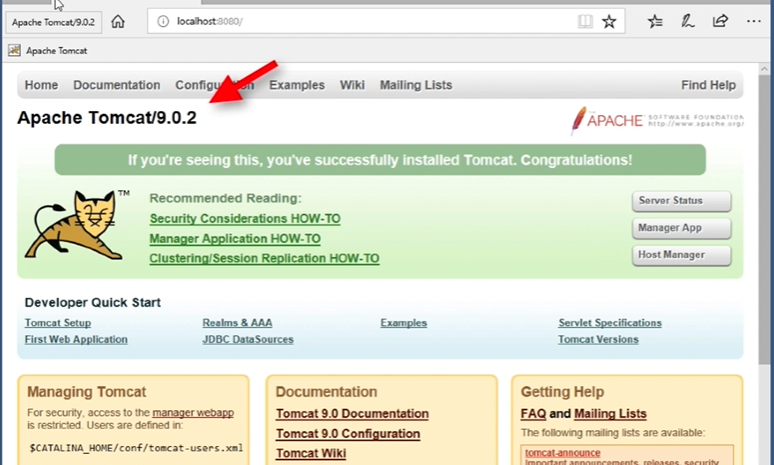 Apache Tomcat/9.0.2
localhost:8080/
Apache Tomcat
Home Documentation Configuration Examples Wiki Mailing Lists Find Help
Apache Tomcat/9.0.2
THE
APACHE SOFTWARE FOUNDATION
http://www.apache.org/
If you're seeing this, you've successfully installed Tomcat. Congratulations!
TM
Recommended Reading:
Security Considerations HOW-TO
Manager Application HOW-TO
Clustering/Session Replication HOW-TO
Server Status
Manager App
Host Manager
Developer Quick Start
Tomcat Setup Realms & AAA Examples Servlet Specifications
First Web Application JDBC DataSources Tomcat Versions
Managing Tomcat
For security, access to the manager webapp
is restricted. Users are defined in:
$CATALINA_HOME/conf/tomcat-users.xml
Documentation
Tomcat 9.0 Documentation
Tomcat 9.0 Configuration
Tomcat Wiki
Getting Help
FAQ and Mailing Lists
The following mailing lists are available:
tomcat-announce
Important announcements, releases, security